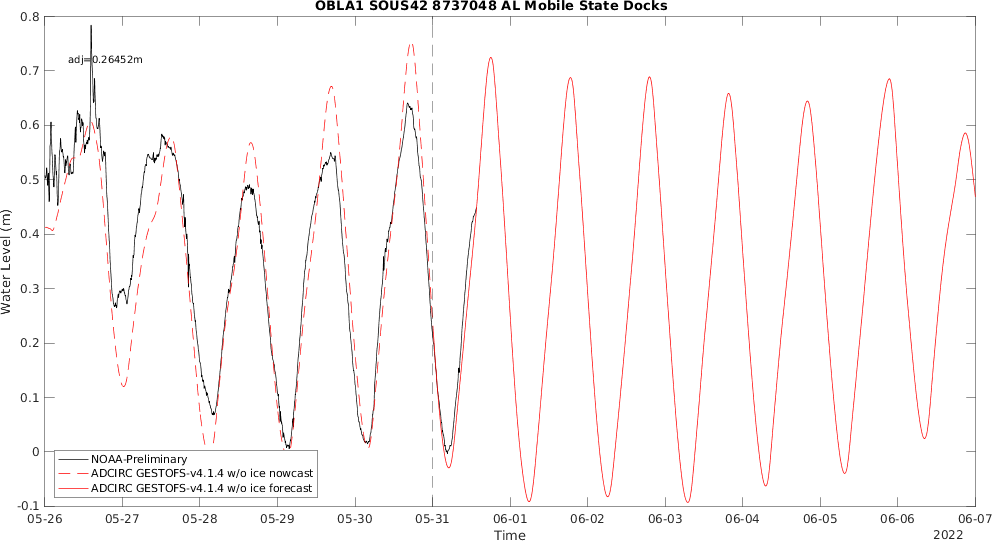 OBLA1 SOUS42 8737048 AL Mobile State Docks
0.8
adj=0.26452m
0.7
0.6
0.5
0.4
0.3
0.2
0.1
0
-0.1
Water Level (m)
NOAA-Preliminary
ADCIRC GESTOFS-v4.1.4 w/o ice nowcast
ADCIRC GESTOFS-v4.1.4 w/o ice forecast
05-26 05-27 05-28 05-29 05-30 05-31 06-01 06-02 06-03 06-04 06-05 06-06 06-07
Time
2022